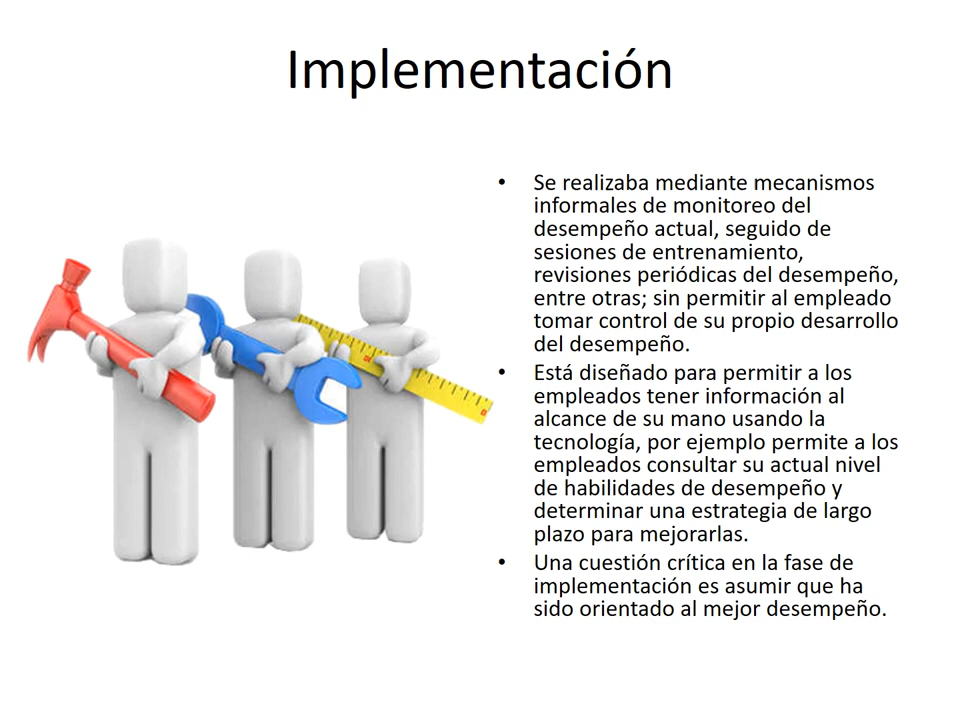 Implementación
• Se realizaba mediante mecanismos
informales de monitoreo del
desempeño actual, seguido de
sesiones de entrenamiento,
revisiones periódicas del desempeño,
entre otras; sin permitir al empleado
tomar control de su propio desarrollo
del desempeño.
• Está diseñado para permitir a los
empleados tener información al
alcance de su mano usando la
tecnología, por ejemplo permite a los
empleados consultar su actual nivel
de habilidades de desempeño y
determinar una estrategia de largo
plazo para mejorarlas.
• Una cuestión crítica en la fase de
implementación es asumir que ha
sido orientado al mejor desempeño.